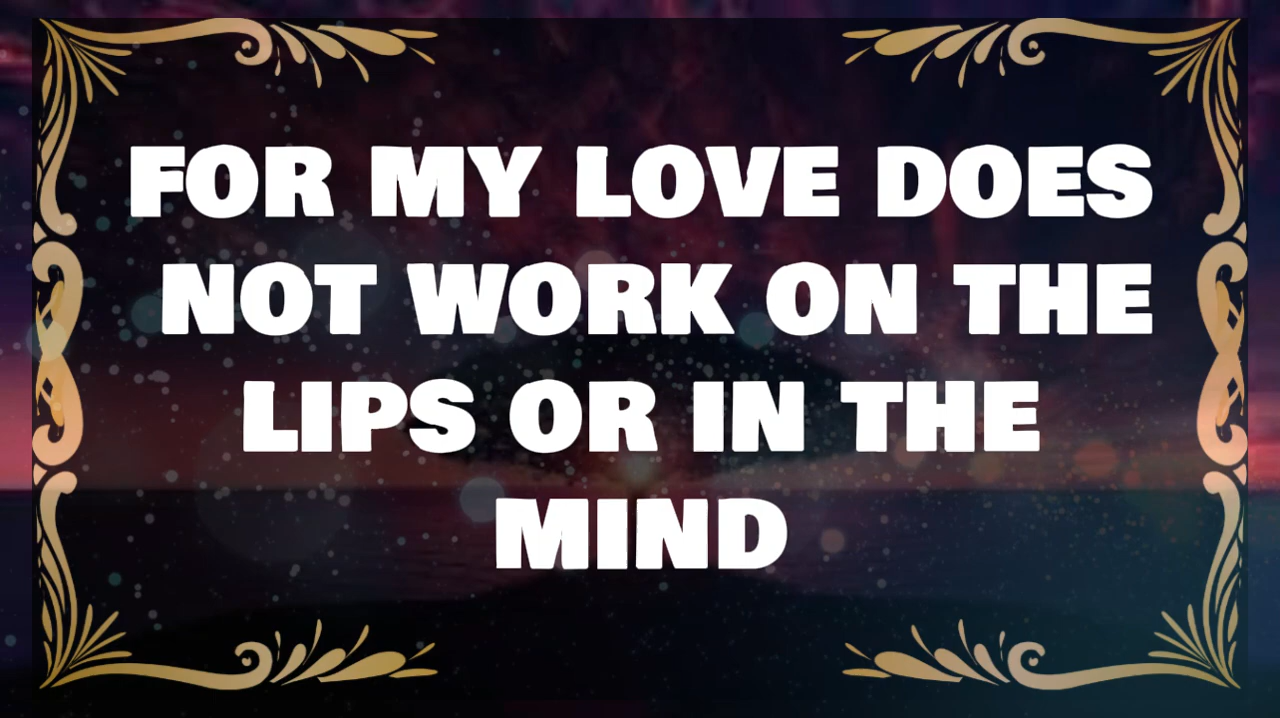 FOR MY LOVE DOES
NOT WORK ON THE
LIPS OR IN THE
MIND